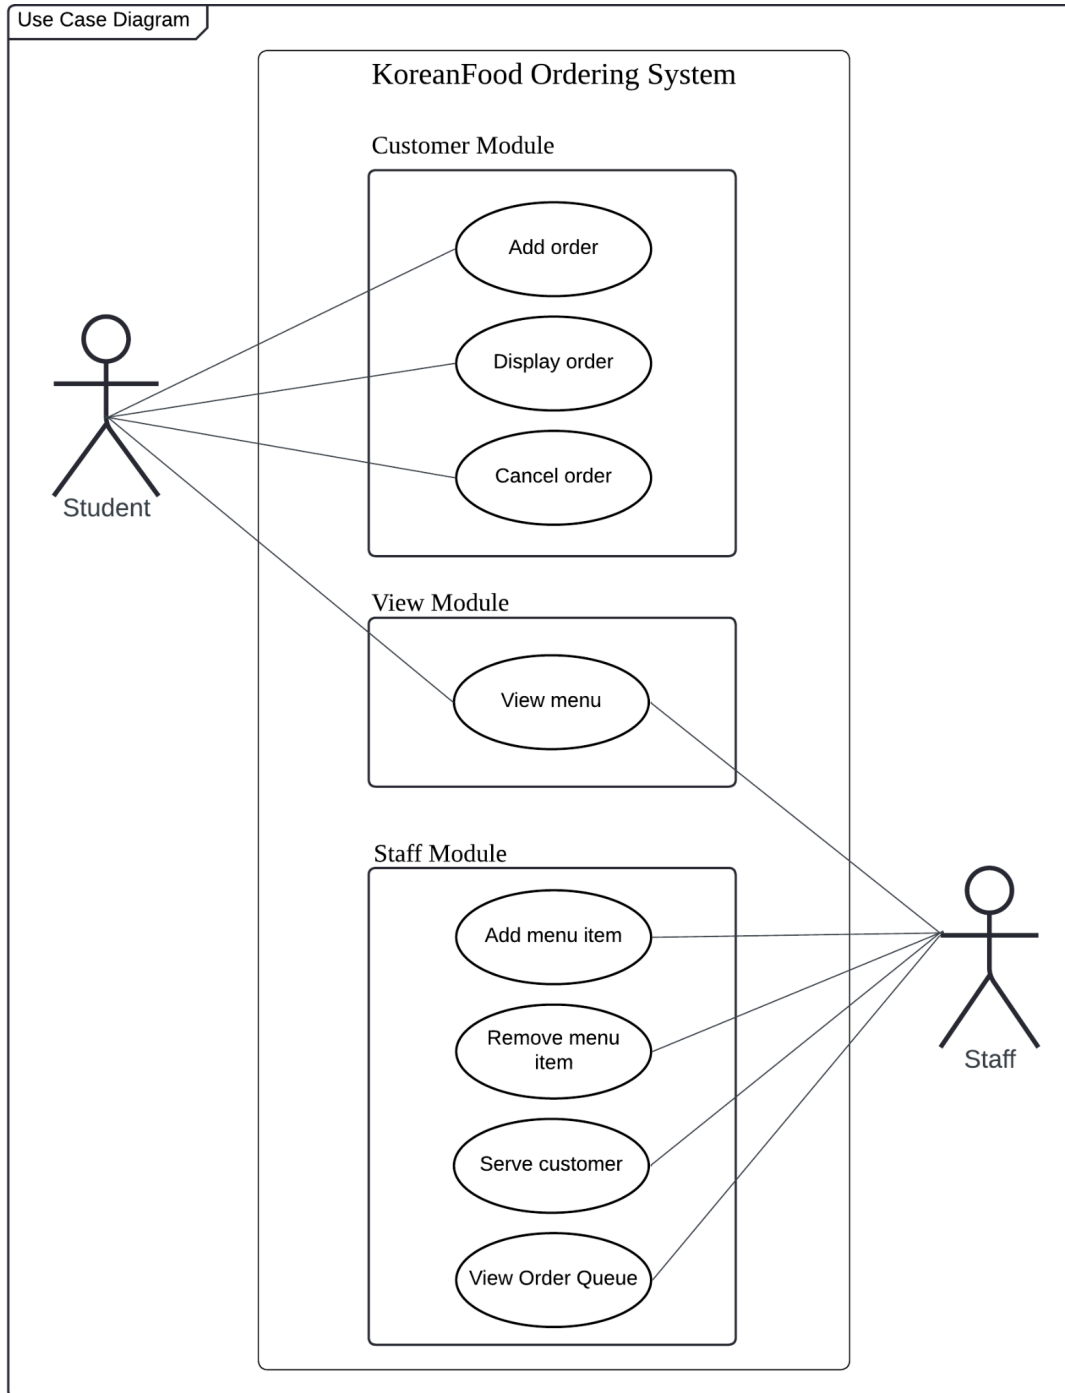 Use Case Diagram
KoreanFood Ordering System
Customer Module
Add order
Display order
Cancel order
Student
View Module
View menu
Staff Module
Add menu item
Remove menu
item
Staff
Serve customer
View Order Queue